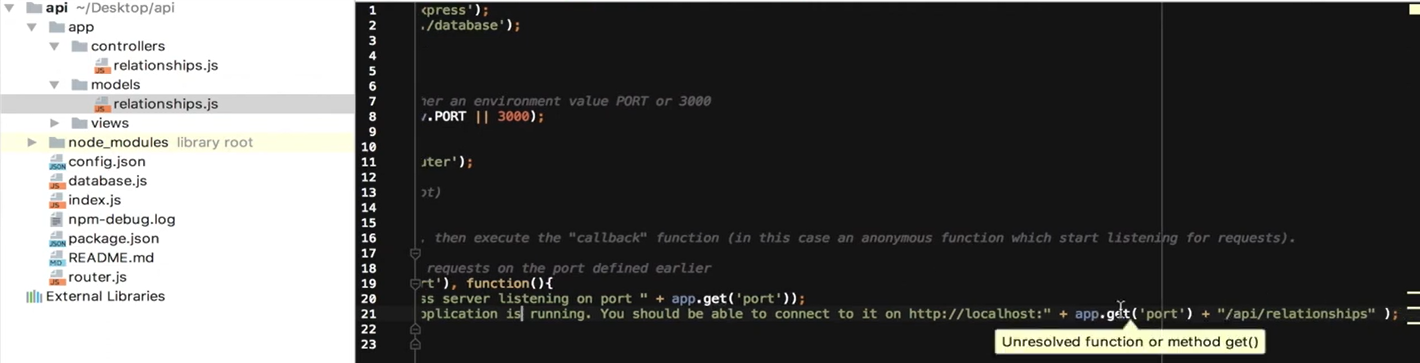 api ~/Desktop/api
app
controllers
relationships.js
models
relationships.js
views
node_modules library root
config.json
database.js
index.js
npm-debug.log
package.json
README.md
router.js
External Libraries
1 xpress');
2 ./database');
3
4
5
6
7 her an environment value PORT or 3000
8 v.PORT || 3000);
9
10
11 uter');
12
13 ot)
14
15
16 , then execute the "callback" function (in this case an anonymous function which start listening for requests).
17
18 requests on the port defined earlier
19 rt'), function(){
20 ss server listening on port " + app.get('port'));
21 pplication is running. You should be able to connect to it on http://localhost:" + app.get('port') + "/api/relationships" );
22
23
Unresolved function or method get()